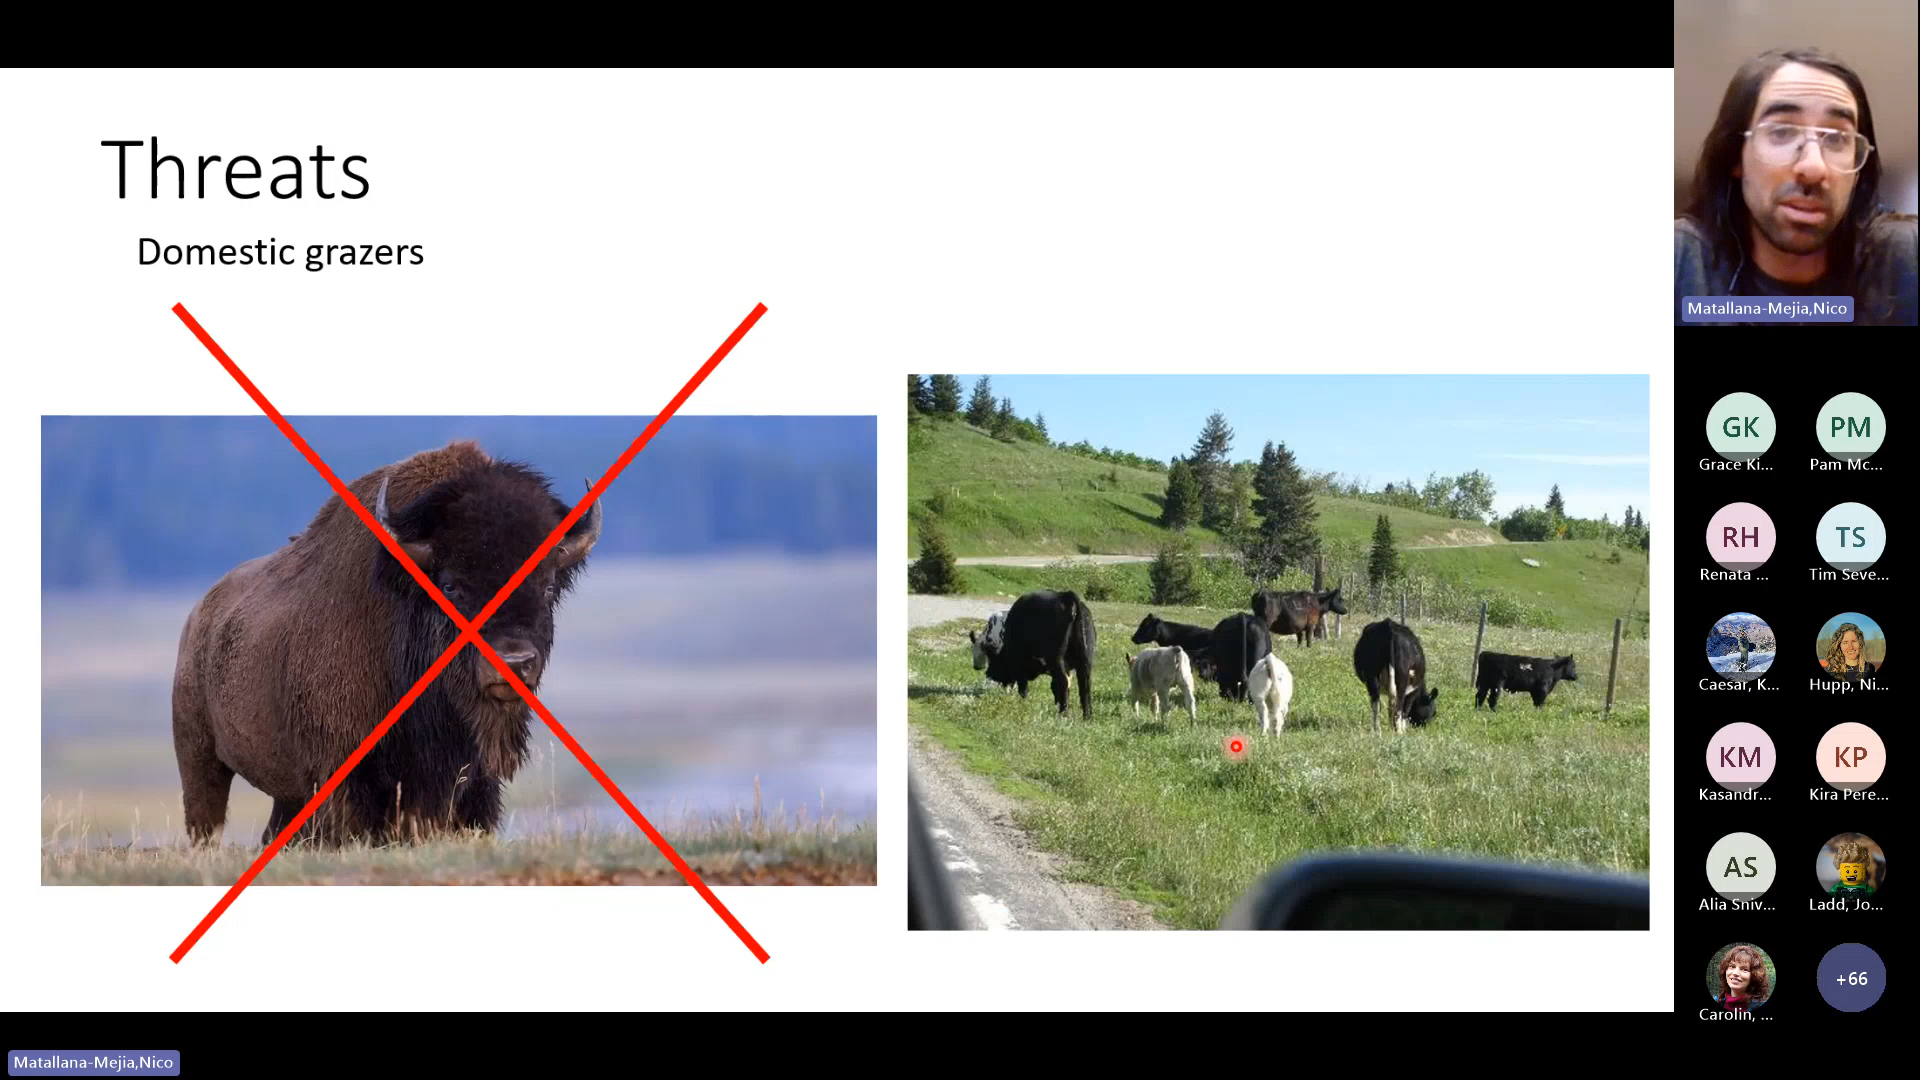 Threats
Domestic grazers
Matallana-Mejia,Nico
GK
Grace Ki...
PM
Pam Mc...
RH
Renata ...
TS
Tim Seve...
Caesar, K...
Hupp, Ni...
KM
Kasandr...
KP
Kira Pere...
AS
Alia Sniv...
Ladd, Jo...
Carolin, ...
+66
Matallana-Mejia,Nico